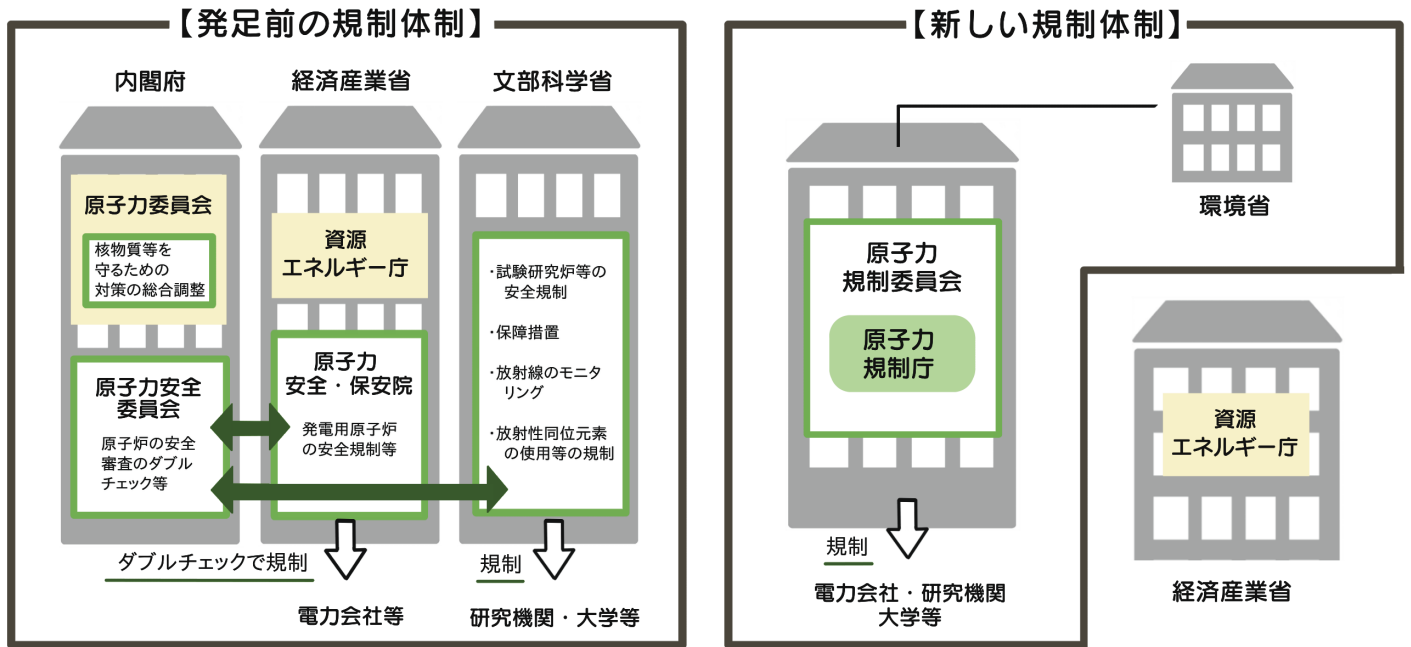 【発足前の規制体制】
内閣府
経済産業省
文部科学省
原子力委員会
核物質等を
守るための
対策の総合調整
原子力安全
委員会
原子炉の安全
審査のダブル
チェック等
資源
エネルギー庁
原子力
安全・保安院
発電用原子炉
の安全規制等
・試験研究炉等の
安全規制
・保障措置
・放射線のモニタ
リング
・放射性同位元素
の使用等の規制
ダブルチェックで規制
規制
電力会社等
研究機関・大学等
【新しい規制体制】
環境省
原子力
規制委員会
原子力
規制庁
規制
電力会社・研究機関
大学等
資源
エネルギー庁
経済産業省